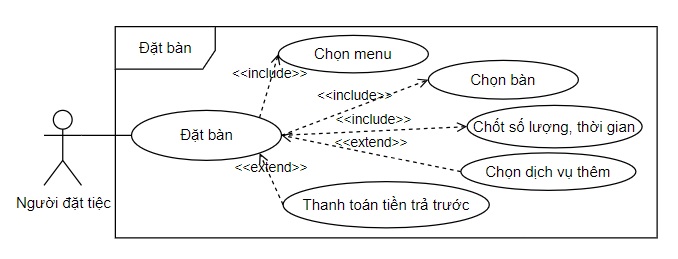 Đặt bàn
Chọn menu
<<include>>
Chọn bàn
<<include>>
<<include>>
Chốt số lượng, thời gian
Đặt bàn
<<extend>>
<<extend>>
Chọn dịch vụ thêm
Người đặt tiệc
Thanh toán tiền trả trước